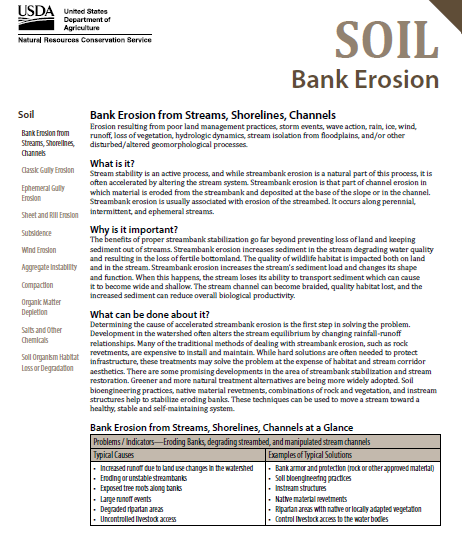 USDA
United States
Department of
Agriculture
Natural Resources Conservation Service
SOIL
Bank Erosion
Soil
Bank Erosion from
Streams, Shorelines,
Channels
Classic Gully Erosion
Ephemeral Gully
Erosion
Sheet and Rill Erosion
Subsidence
Wind Erosion
Aggregate Instability
Compaction
Organic Matter
Depletion
Salts and Other
Chemicals
Soil Organism Habitat
Loss or Degradation
Bank Erosion from Streams, Shorelines, Channels
Erosion resulting from poor land management practices, storm events, wave action, rain, ice, wind,
runoff, loss of vegetation, hydrologic dynamics, stream isolation from floodplains, and/or other
disturbed/altered geomorphological processes.
What is it?
Stream stability is an active process, and while streambank erosion is a natural part of this process, it is
often accelerated by altering the stream system. Streambank erosion is that part of channel erosion in
which material is eroded from the streambank and deposited at the base of the slope or in the channel.
Streambank erosion is usually associated with erosion of the streambed. It occurs along perennial,
intermittent, and ephemeral streams.
Why is it important?
The benefits of proper streambank stabilization go far beyond preventing loss of land and keeping
sediment out of streams. Streambank erosion increases sediment in the stream degrading water quality
and resulting in the loss of fertile bottomland. The quality of wildlife habitat is impacted both on land
and in the stream. Streambank erosion increases the stream's sediment load and changes its shape
and function. When this happens, the stream loses its ability to transport sediment which can cause
it to become wide and shallow. The stream channel can become braided, quality habitat lost, and the
increased sediment can reduce overall biological productivity.
What can be done about it?
Determining the cause of accelerated streambank erosion is the first step in solving the problem.
Development in the watershed often alters the stream equilibrium by changing rainfall-runoff
relationships. Many of the traditional methods of dealing with streambank erosion, such as rock
revetments, are expensive to install and maintain. While hard solutions are often needed to protect
infrastructure, these treatments may solve the problem at the expense of habitat and stream corridor
aesthetics. There are some promising developments in the area of streambank stabilization and stream
restoration. Greener and more natural treatment alternatives are being more widely adopted. Soil
bioengineering practices, native material revetments, combinations of rock and vegetation, and instream
structures help to stabilize eroding banks. These techniques can be used to move a stream toward a
healthy, stable and self-maintaining system.
Bank Erosion from Streams, Shorelines, Channels at a Glance
Problems / Indicators—Eroding Banks, degrading streambed, and manipulated stream channels
Typical Causes
Examples of Typical Solutions
• Increased runoff due to land use changes in the watershed
• Eroding or unstable streambanks
• Exposed tree roots along banks
• Large runoff events
• Degraded riparian areas
• Uncontrolled livestock access
• Bank armor and protection (rock or other approved material)
• Soil bioengineering practices
• Instream structures
• Native material revetments
• Riparian areas with native or locally adapted vegetation
• Control livestock access to the water bodies